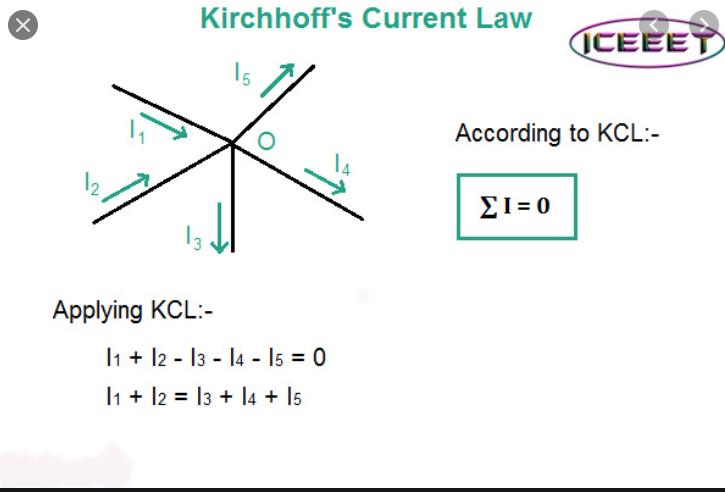 Kirchhoff's Current Law
ICEEET
I5
I1
O
According to KCL:-
I4
I2
∑ I = 0
I3
Applying KCL:-
I1 + I2 - I3 - I4 - I5 = 0
I1 + I2 = I3 + I4 + I5